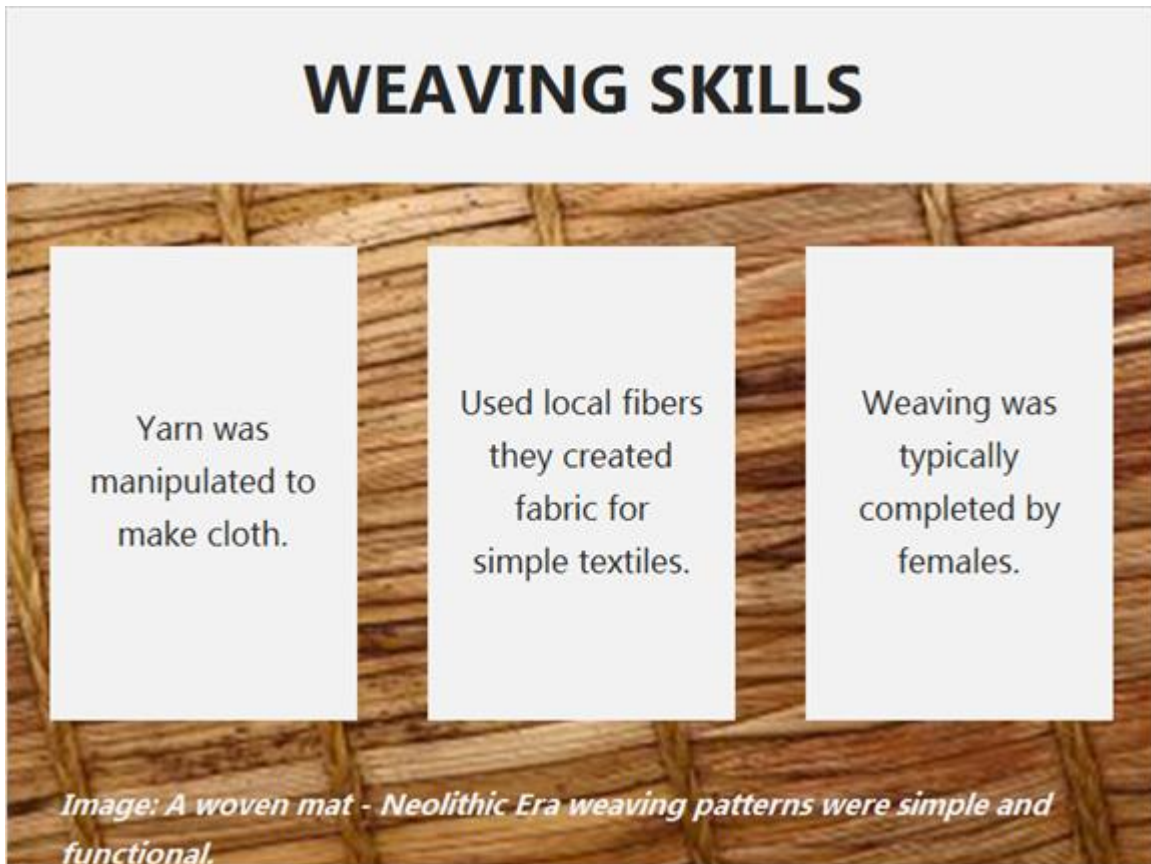 WEAVING SKILLS
Yarn was
manipulated to
make cloth.
Used local fibers
they created
fabric for
simple textiles.
Weaving was
typically
completed by
females.
Image: A woven mat - Neolithic Era weaving patterns were simple and
functional.